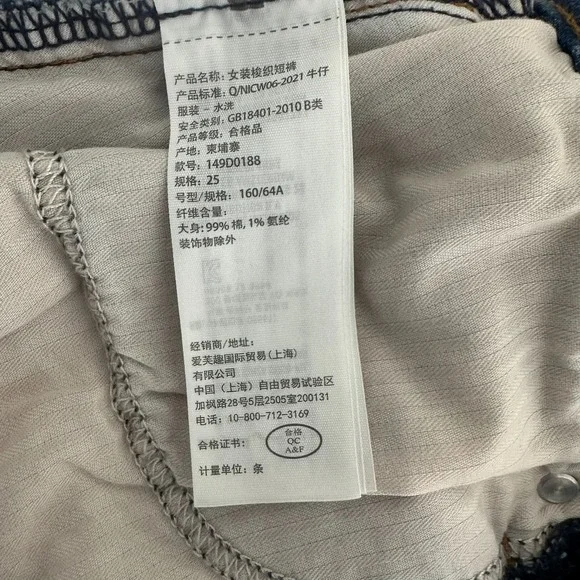 产品名称: 女装梭织短裤
产品标准: Q/NICW06-2021 牛仔
服装 – 水洗
安全类别: GB18401-2010 B类
产品等级: 合格品
产地: 柬埔寨
款号: 149D0188
规格: 25
号型/规格: 160/64A
纤维含量:
大身: 99% 棉, 1% 氨纶
装饰物除外
经销商/地址:
爱芙趣国际贸易(上海)
有限公司
中国（上海）自由贸易试验区
加枫路28号5层2505室200131
电话: 10-800-712-3169
合格证书:
合格
QC
A&F
计量单位: 条